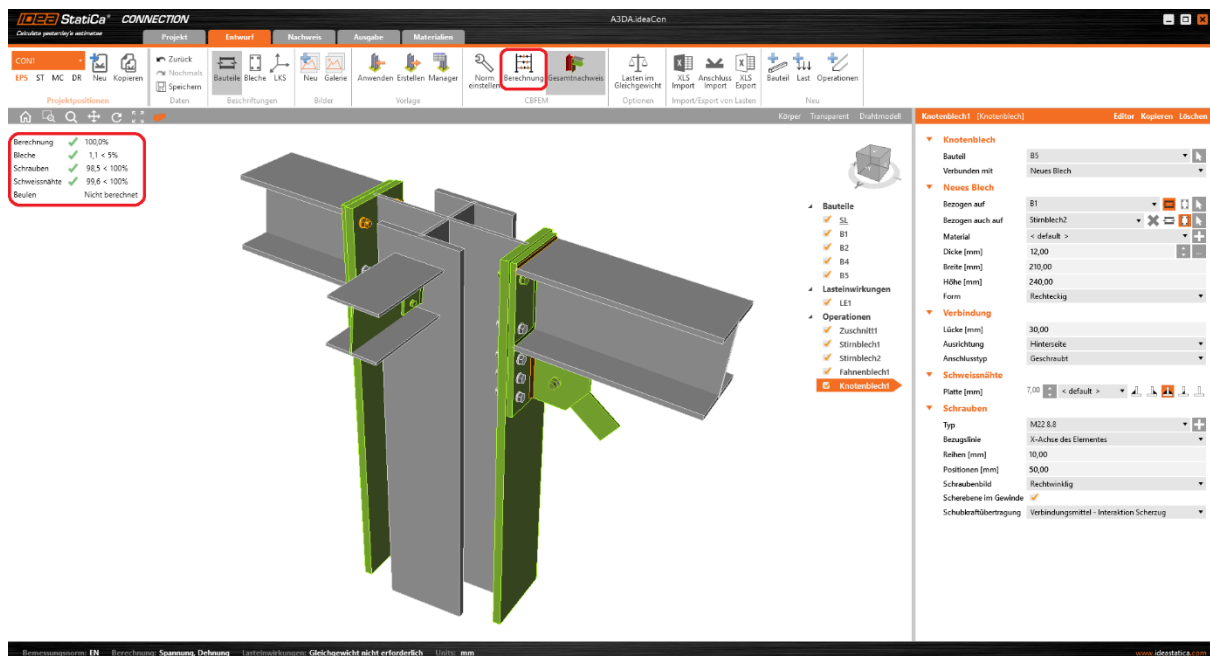 IDEA StatiCa® CONNECTION
Calculate yesterday's estimates
A3DA.ideaCon
Projekt Entwurf Nachweis Ausgabe Materialien
CON1
EPS ST MC DR Neu Kopieren
Projektpositionen
Zurück
Nochmals
Speichern
Daten
Bauteile Bleche LKS
Beschriftungen
Neu Galerie
Bilder
Anwenden Erstellen Manager
Vorlage
Norm einstellen
Berechnung Gesamtnachweis
CBFEM
Lasten im Gleichgewicht
Optionen
XLS Import Anschluss Import XLS Export
Import/Export von Lasten
Bauteil Last Operationen
Neu
Körper Transparent Drahtmodell
Berechnung 100,0%
Bleche 1,1 < 5%
Schrauben 98,5 < 100%
Schweissnähte 99,6 < 100%
Beulen Nicht berechnet
Bauteile
SL
B1
B2
B4
B5
Lasteinwirkungen
LE1
Operationen
Zuschnitt1
Stirnblech1
Stirnblech2
Fahnenblech1
Knotenblech1
Knotenblech1 [Knotenblech] Editor Kopieren Löschen
Knotenblech
Bauteil B5
Verbunden mit Neues Blech
Neues Blech
Bezogen auf B1
Bezogen auch auf Stirnblech2
Material < default >
Dicke [mm] 12,00
Breite [mm] 210,00
Höhe [mm] 240,00
Form Rechteckig
Verbindung
Lücke [mm] 30,00
Ausrichtung Hinterseite
Anschlusstyp Geschraubt
Schweissnähte
Platte [mm] 7,00 < default >
Schrauben
Typ M22 8.8
Bezugslinie X-Achse des Elementes
Reihen [mm] 10,00
Positionen [mm] 50,00
Schraubenbild Rechtwinklig
Scherebene im Gewinde
Schubkraftübertragung Verbindungsmittel - Interaktion Scherzug
Bemessungsnorm: EN Berechnung: Spannung, Dehnung Lasteinwirkungen: Gleichgewicht nicht erforderlich Units: mm
www.ideastatica.com